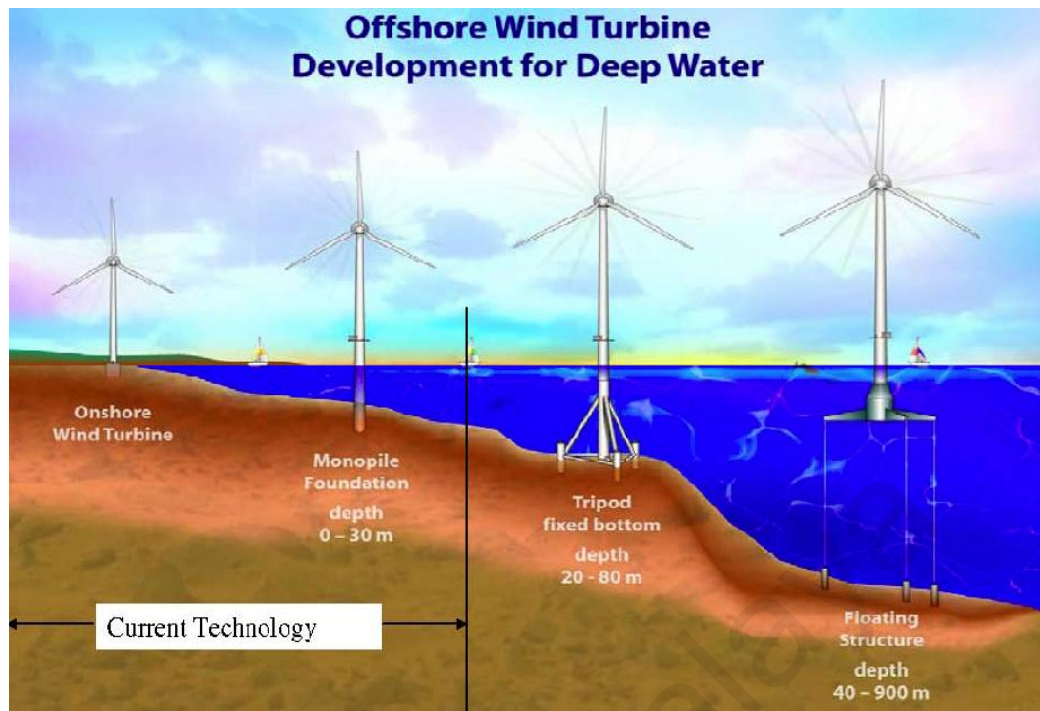 Offshore Wind Turbine
Development for Deep Water
Onshore
Wind Turbine
Monopile
Foundation
depth
0 – 30 m
Tripod
fixed bottom
depth
20 - 80 m
Floating
Structure
depth
40 – 900 m
Current Technology